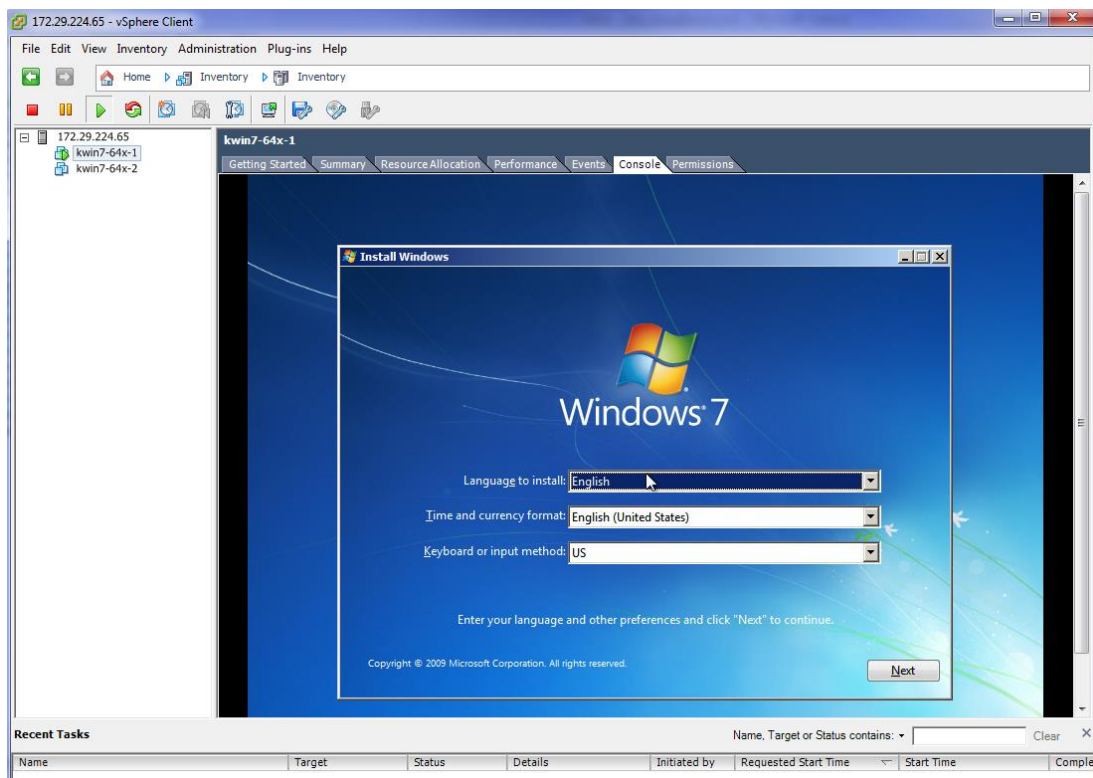 172.29.224.65 - vSphere Client
File Edit View Inventory Administration Plug-ins Help
Home Inventory Inventory
172.29.224.65
kwin7-64x-1
kwin7-64x-2
kwin7-64x-1
Getting Started Summary Resource Allocation Performance Events Console Permissions
Install Windows
Windows 7
Language to install: English
Time and currency format: English (United States)
Keyboard or input method: US
Enter your language and other preferences and click "Next" to continue.
Copyright © 2009 Microsoft Corporation. All rights reserved.
Next
Recent Tasks Name, Target or Status contains: Clear
Name Target Status Details Initiated by Requested Start Time Start Time Comple